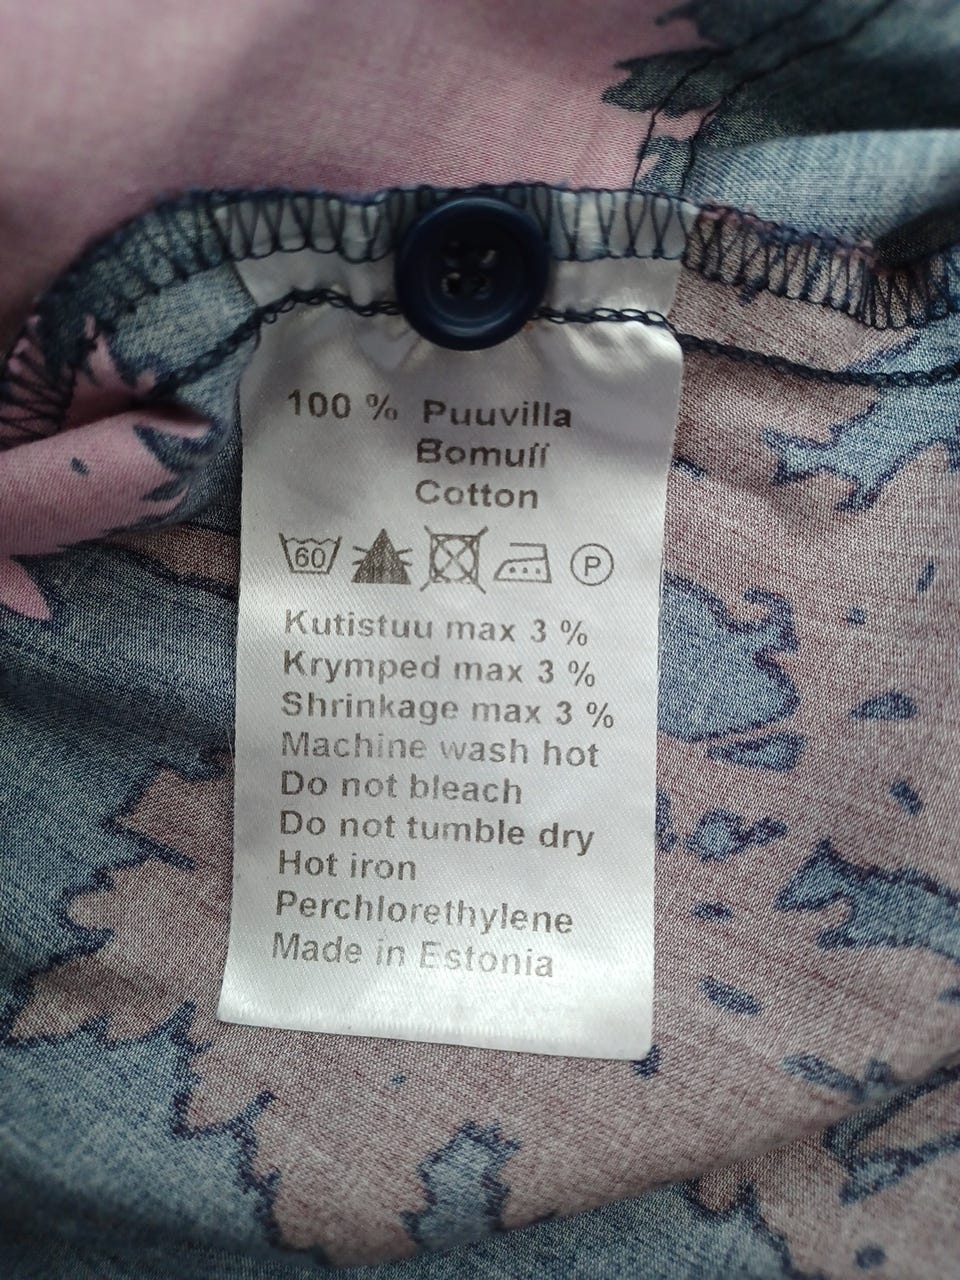 100 % Puuvilla
Bomull
Cotton
60 P
Kutistuu max 3 %
Krymped max 3 %
Shrinkage max 3 %
Machine wash hot
Do not bleach
Do not tumble dry
Hot iron
Perchlorethylene
Made in Estonia